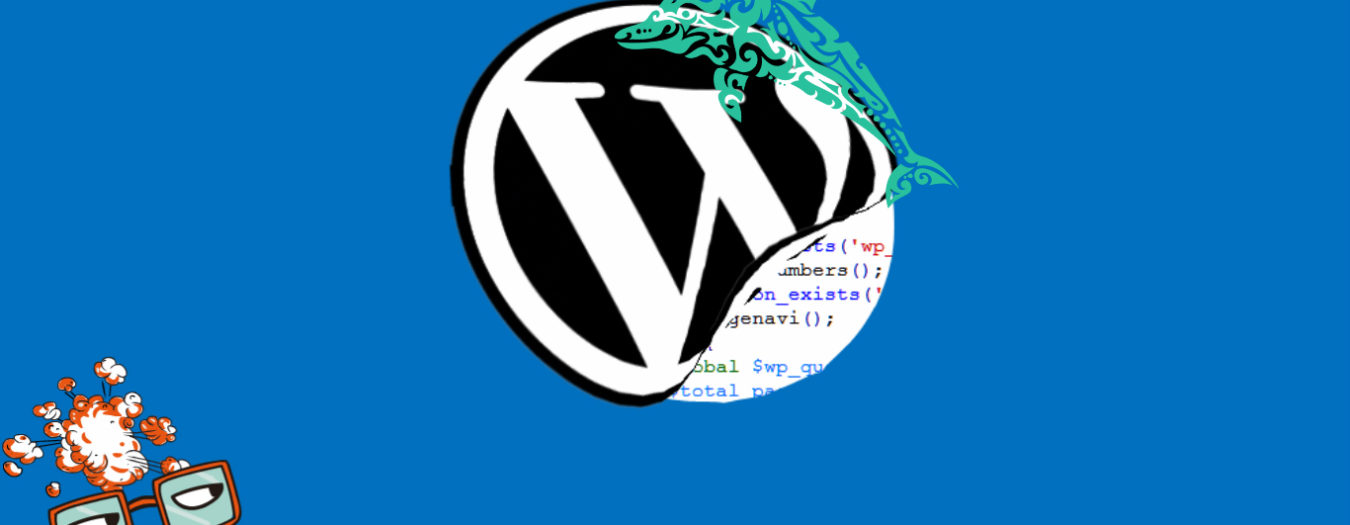 W
sts('wp_
umbers();
on_exists('
genavi();
obal $wp_qu
total pa